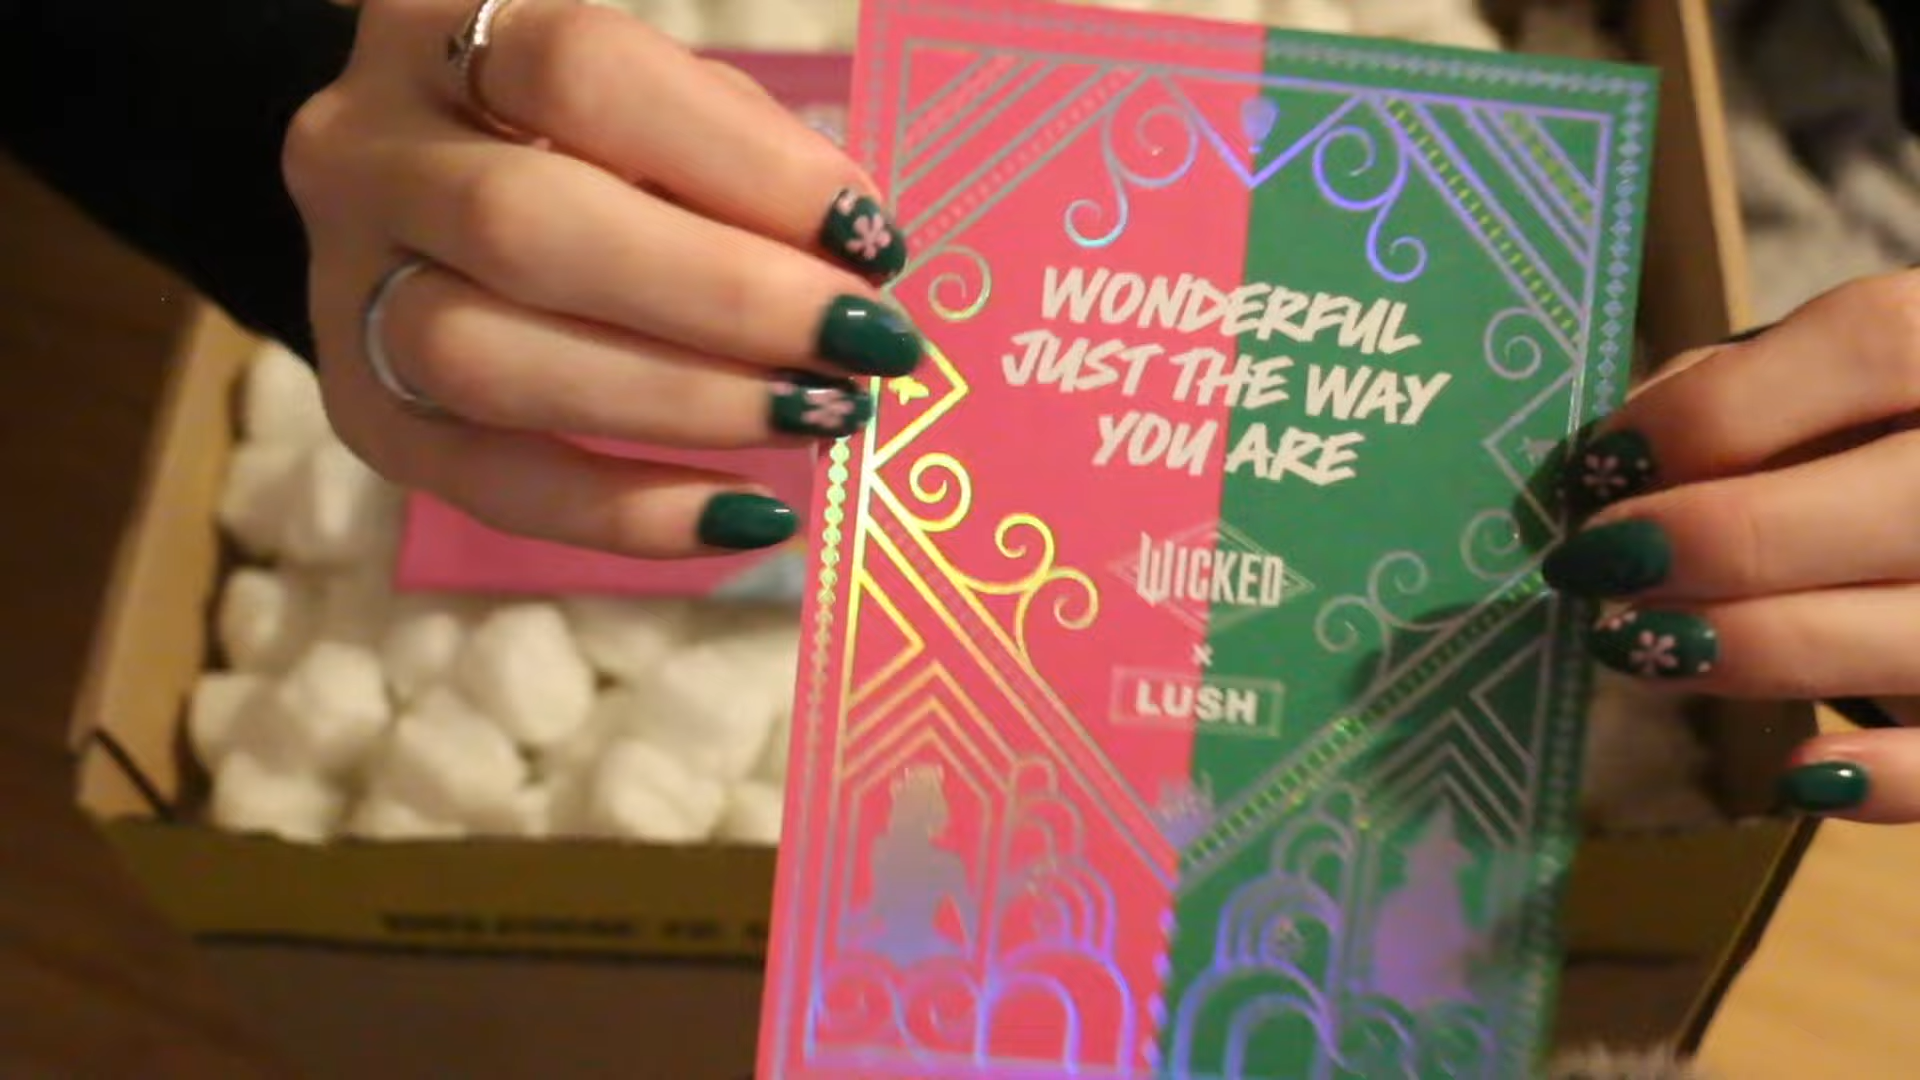 WONDERFUL
JUST THE WAY
YOU ARE
WICKED
×
LUSH